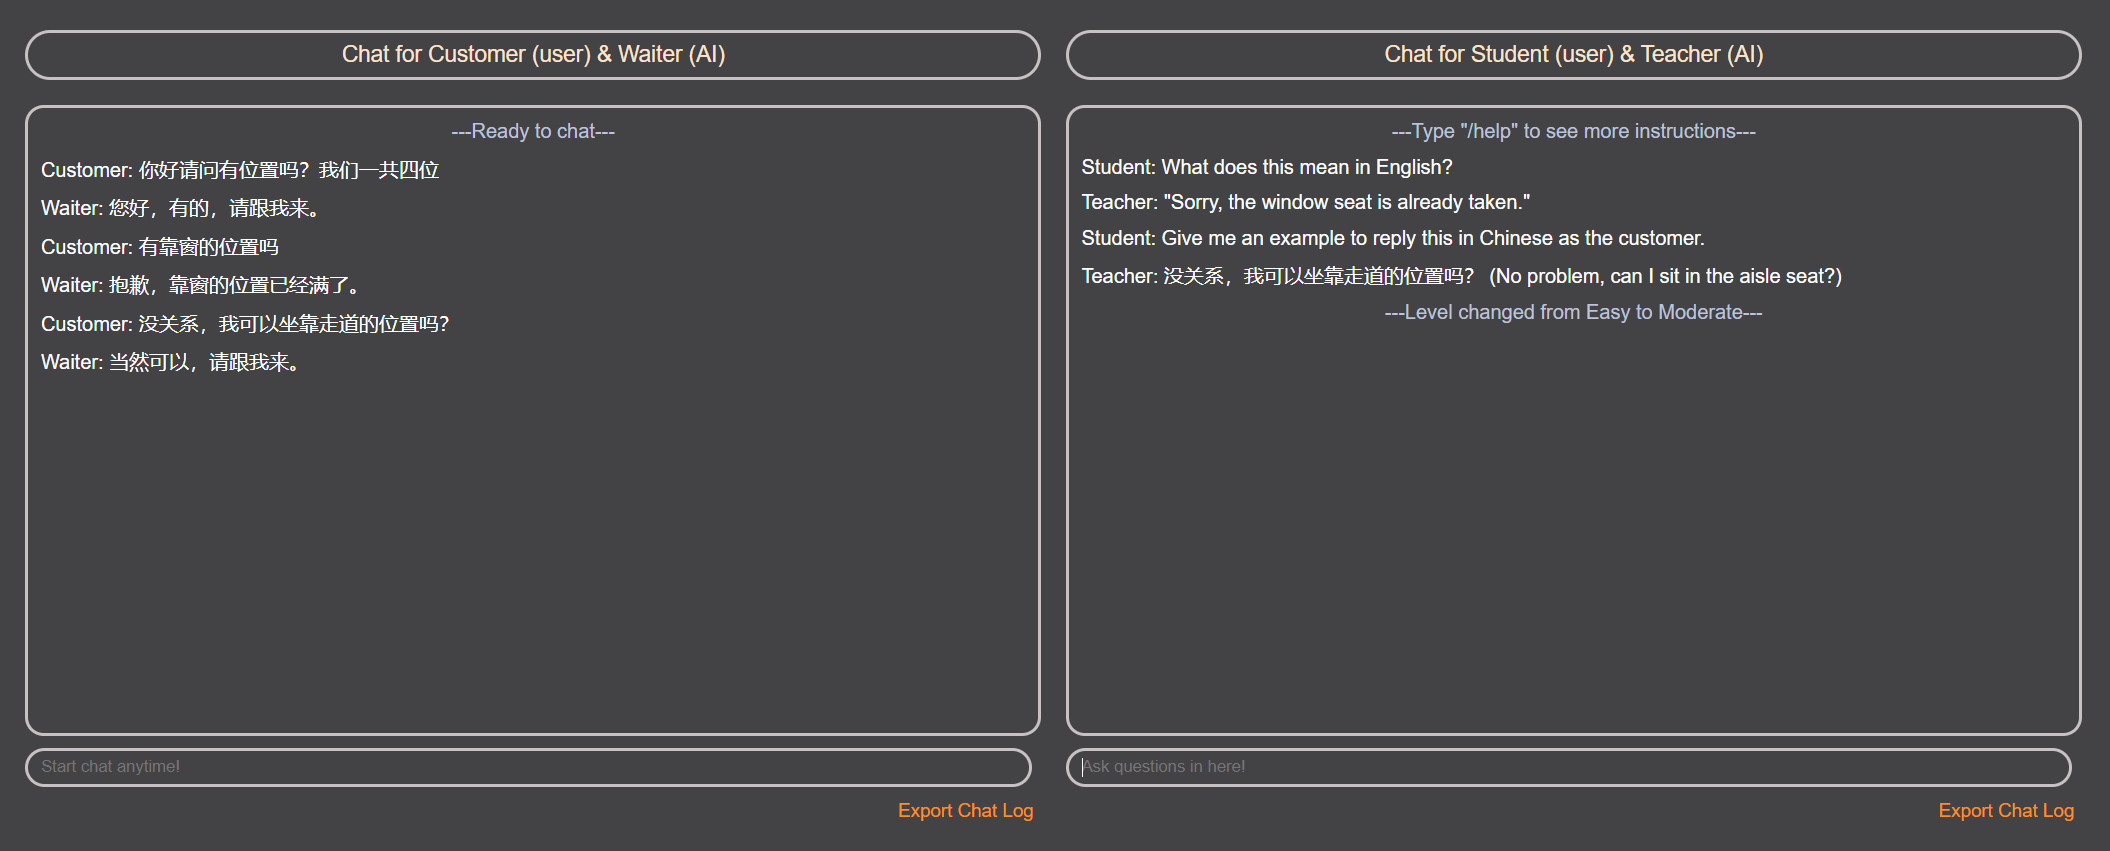 Chat for Customer (user) & Waiter (AI)
---Ready to chat---
Customer: 你好请问有位置吗？我们一共四位
Waiter: 您好，有的，请跟我来。
Customer: 有靠窗的位置吗
Waiter: 抱歉，靠窗的位置已经满了。
Customer: 没关系，我可以坐靠走道的位置吗？
Waiter: 当然可以，请跟我来。
Start chat anytime!
Export Chat Log
Chat for Student (user) & Teacher (AI)
---Type "/help" to see more instructions---
Student: What does this mean in English?
Teacher: "Sorry, the window seat is already taken."
Student: Give me an example to reply this in Chinese as the customer.
Teacher: 没关系，我可以坐靠走道的位置吗？ (No problem, can I sit in the aisle seat?)
---Level changed from Easy to Moderate---
Ask questions in here!
Export Chat Log